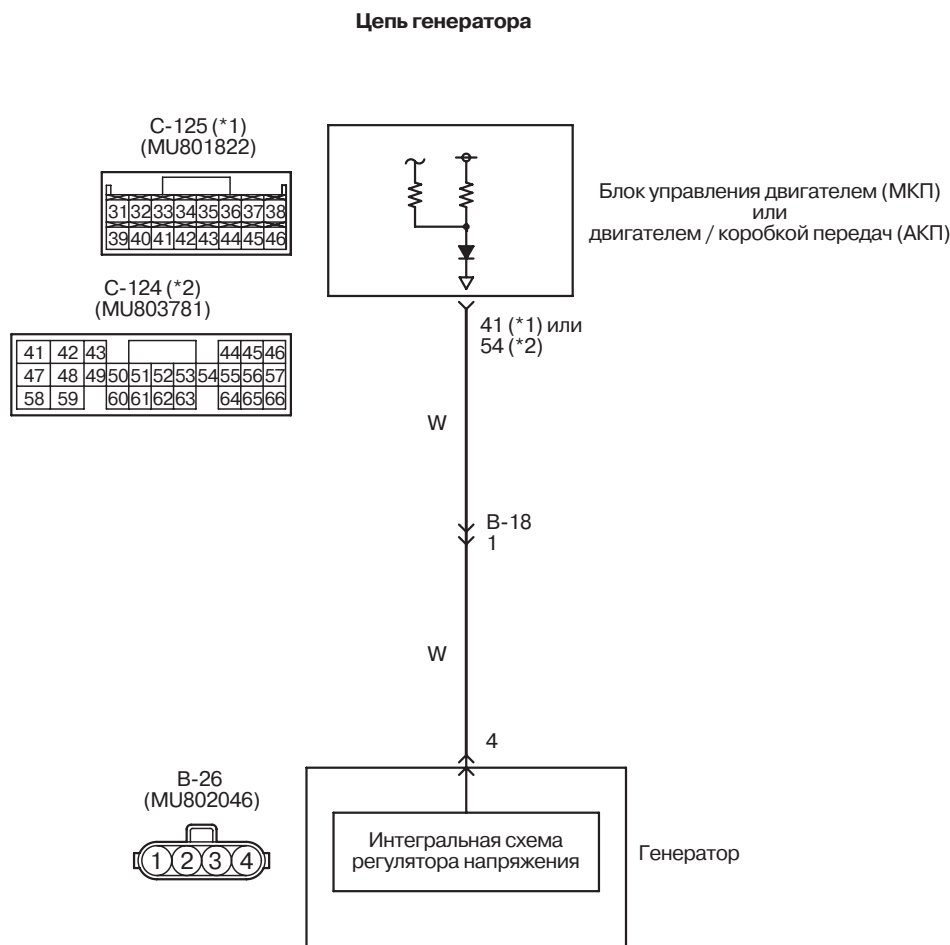 Цепь генератора
C-125 (*1)
(MU801822)
31 32 33 34 35 36 37 38
39 40 41 42 43 44 45 46
C-124 (*2)
(MU803781)
41 42 43 44 45 46
47 48 49 50 51 52 53 54 55 56 57
58 59 60 61 62 63 64 65 66
Блок управления двигателем (МКП)
или
двигателем / коробкой передач (АКП)
41 (*1) или
54 (*2)
W
B-18
1
W
4
B-26
(MU802046)
1 2 3 4
Интегральная схема
регулятора напряжения
Генератор